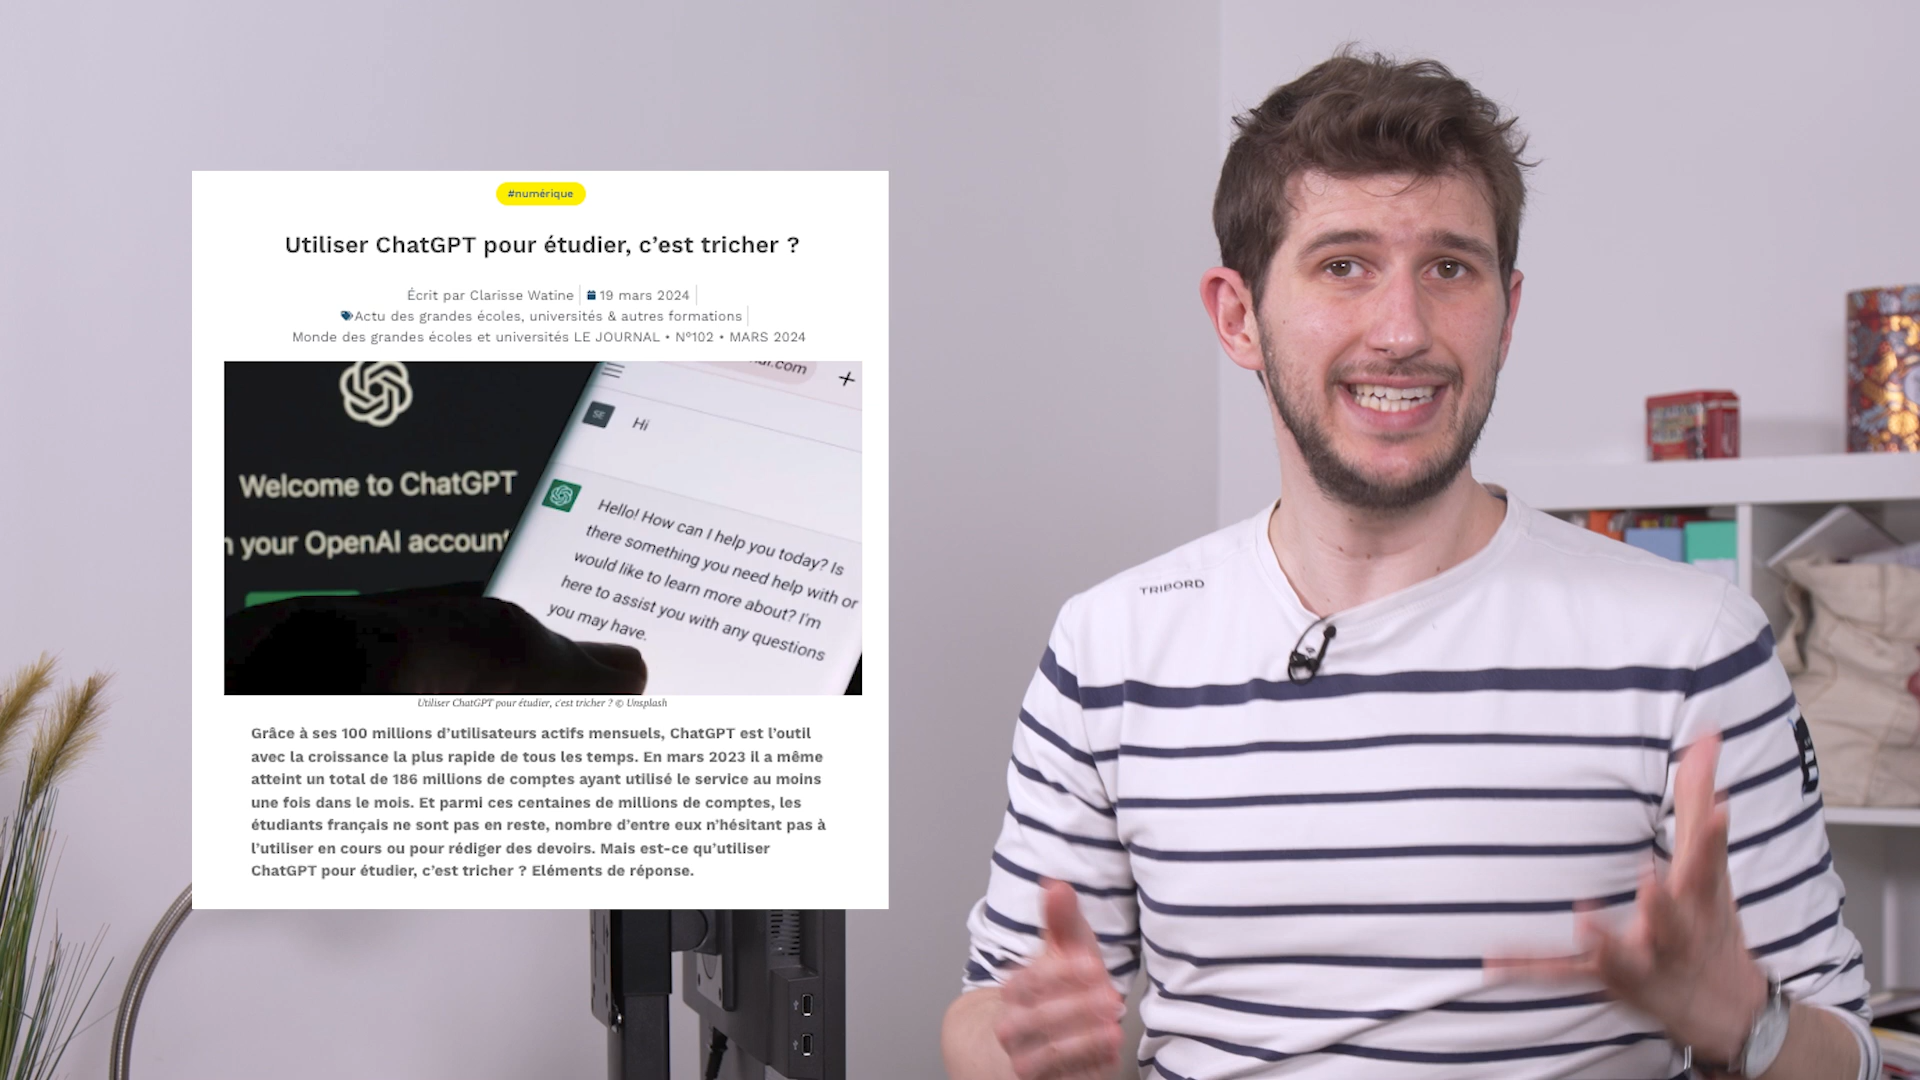 #numérique
Utiliser ChatGPT pour étudier, c’est tricher ?
Écrit par Clarisse Watine
19 mars 2024
Actu des grandes écoles, universités & autres formations
Monde des grandes écoles et universités LE JOURNAL • N°102 • MARS 2024
Welcome to ChatGPT
your OpenAI account
.com
+
SE
Hi
Hello! How can I help you today? Is
there something you need help with or
would like to learn more about? I'm
here to assist you with any questions
you may have.
Utiliser ChatGPT pour étudier, c'est tricher ? © Unsplash
Grâce à ses 100 millions d’utilisateurs actifs mensuels, ChatGPT est l’outil
avec la croissance la plus rapide de tous les temps. En mars 2023 il a même
atteint un total de 186 millions de comptes ayant utilisé le service au moins
une fois dans le mois. Et parmi ces centaines de millions de comptes, les
étudiants français ne sont pas en reste, nombre d’entre eux n’hésitant pas à
l’utiliser en cours ou pour rédiger des devoirs. Mais est-ce qu’utiliser
ChatGPT pour étudier, c’est tricher ? Eléments de réponse.
TRIBORD